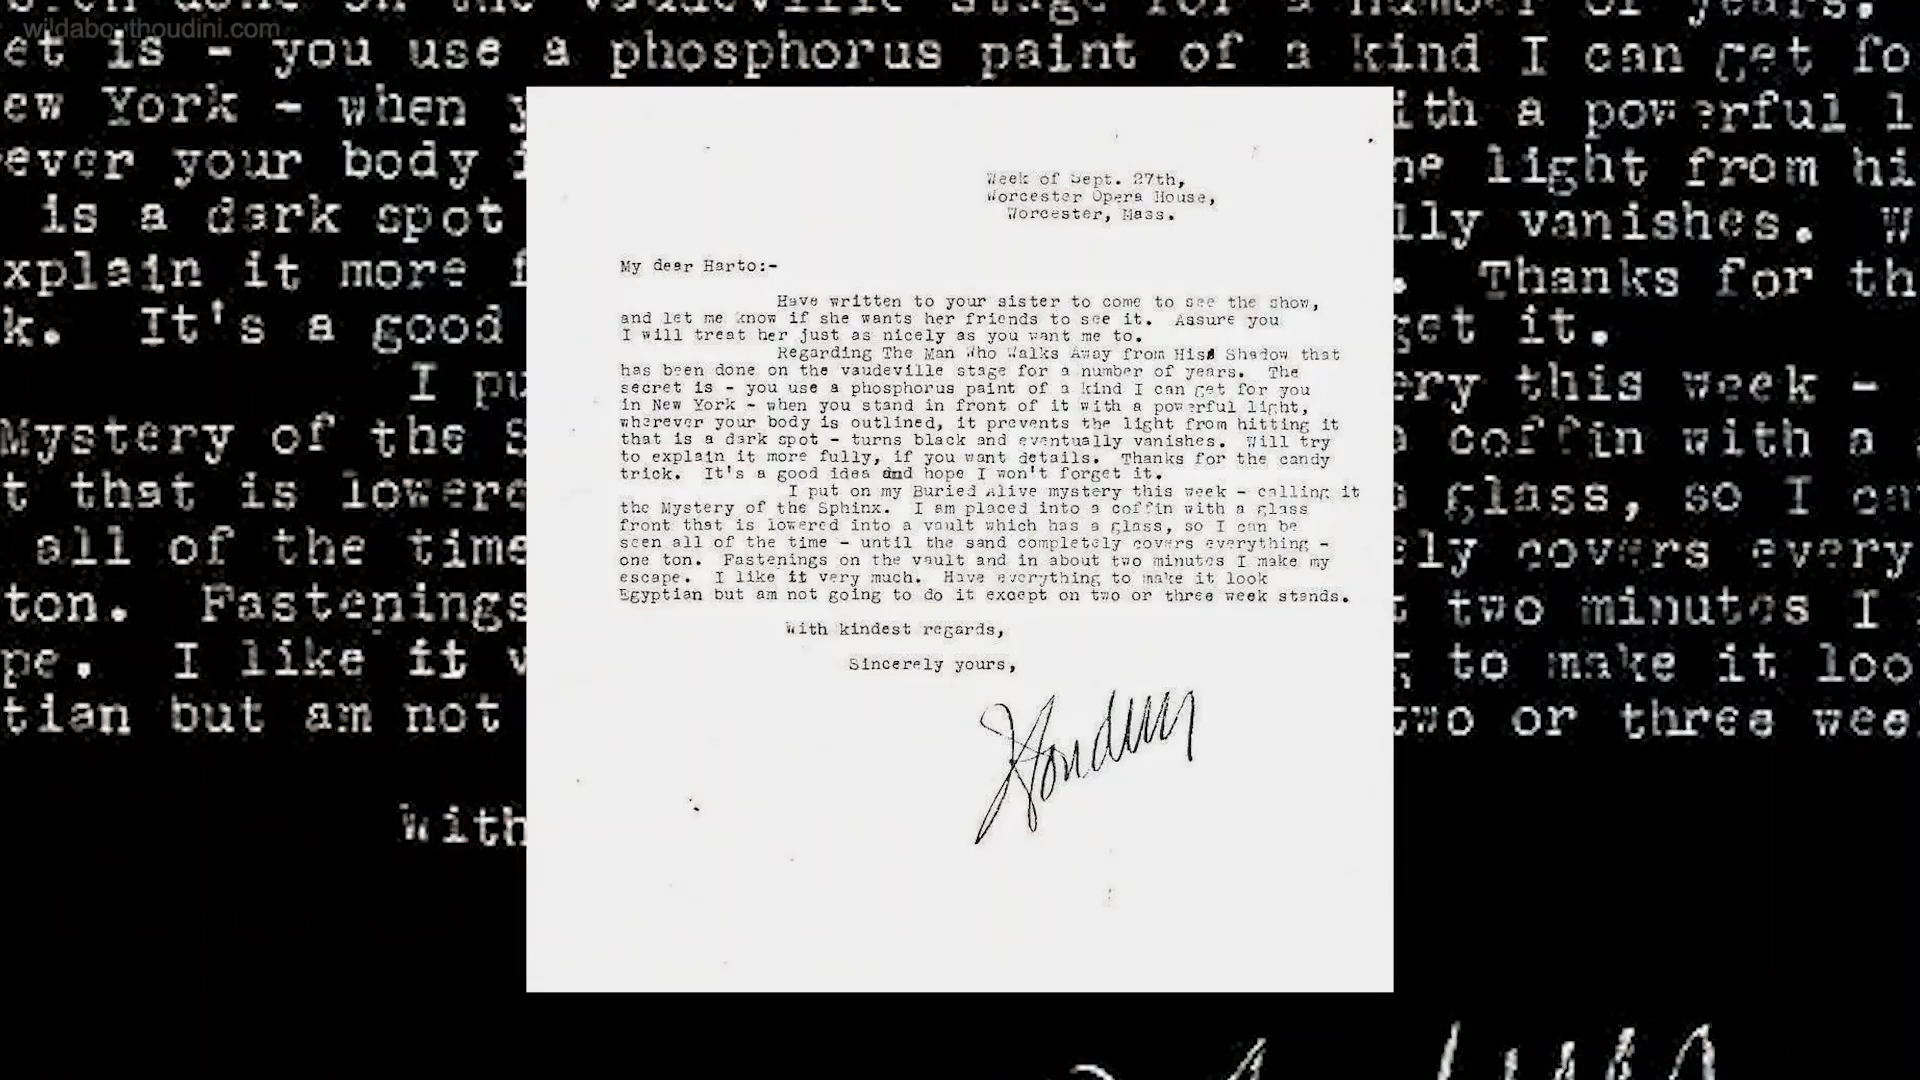 wildabouthoudini.com
Week of Sept. 27th,
Worcester Opera House,
Worcester, Mass.
My dear Harto:-
Have written to your sister to come to see the show,
and let me know if she wants her friends to see it. Assure you
I will treat her just as nicely as you want me to.
Regarding The Man Who Walks Away from His Shadow that
has been done on the vaudeville stage for a number of years. The
secret is - you use a phosphorus paint of a kind I can get for you
in New York - when you stand in front of it with a powerful light,
wherever your body is outlined, it prevents the light from hitting it
that is a dark spot - turns black and eventually vanishes. Will try
to explain it more fully, if you want details. Thanks for the candy
trick. It's a good idea and hope I won't forget it.
I put on my Buried Alive mystery this week - calling it
the Mystery of the Sphinx. I am placed into a coffin with a glass
front that is lowered into a vault which has a glass, so I can be
seen all of the time - until the sand completely covers everything -
one ton. Fastenings on the vault and in about two minutes I make my
escape. I like it very much. Have everything to make it look
Egyptian but am not going to do it except on two or three week stands.
With kindest regards,
Sincerely yours,
Houdini